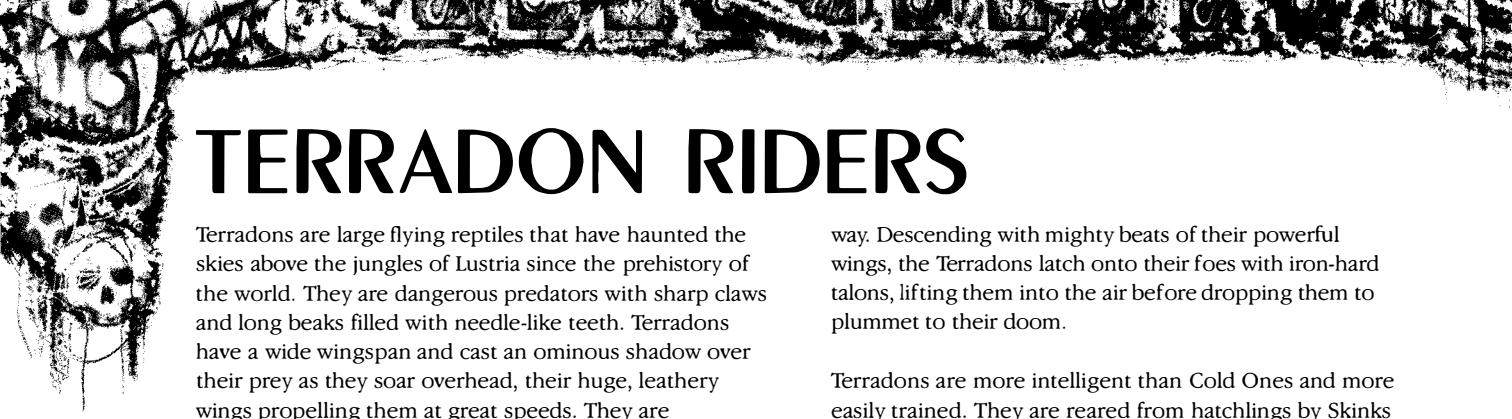 TERRADON RIDERS
Terradons are large flying reptiles that have haunted the
skies above the jungles of Lustria since the prehistory of
the world. They are dangerous predators with sharp claws
and long beaks filled with needle-like teeth. Terradons
have a wide wingspan and cast an ominous shadow over
their prey as they soar overhead, their huge, leathery
wings propelling them at great speeds. They are
way. Descending with mighty beats of their powerful
wings, the Terradons latch onto their foes with iron-hard
talons, lifting them into the air before dropping them to
plummet to their doom.
Terradons are more intelligent than Cold Ones and more
easily trained. They are reared from hatchlings by Skinks